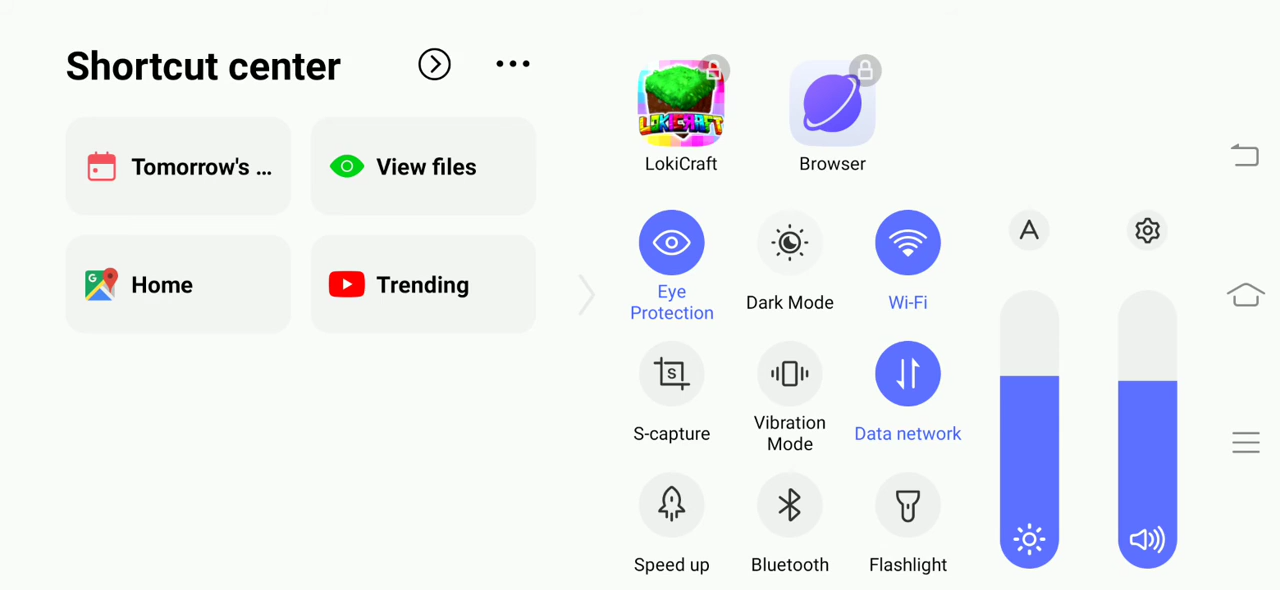 Shortcut center
Tomorrow's ...
View files
Home
Trending
LOKICRAFT
LokiCraft
Browser
Eye
Protection
Dark Mode
Wi-Fi
S
S-capture
Vibration
Mode
Data network
Speed up
Bluetooth
Flashlight
A
G